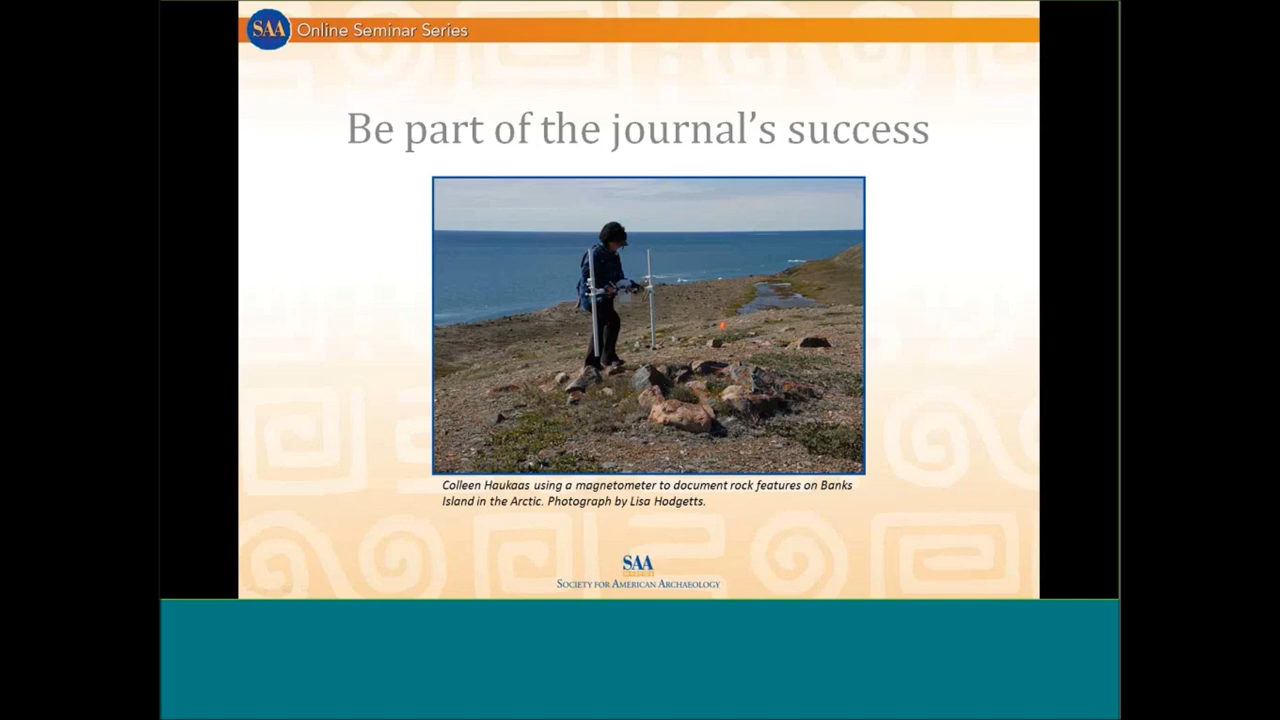 SAA Online Seminar Series
Be part of the journal's success
Colleen Haukaas using a magnetometer to document rock features on Banks
Island in the Arctic. Photograph by Lisa Hodgetts.
SAA
SOCIETY FOR AMERICAN ARCHAEOLOGY